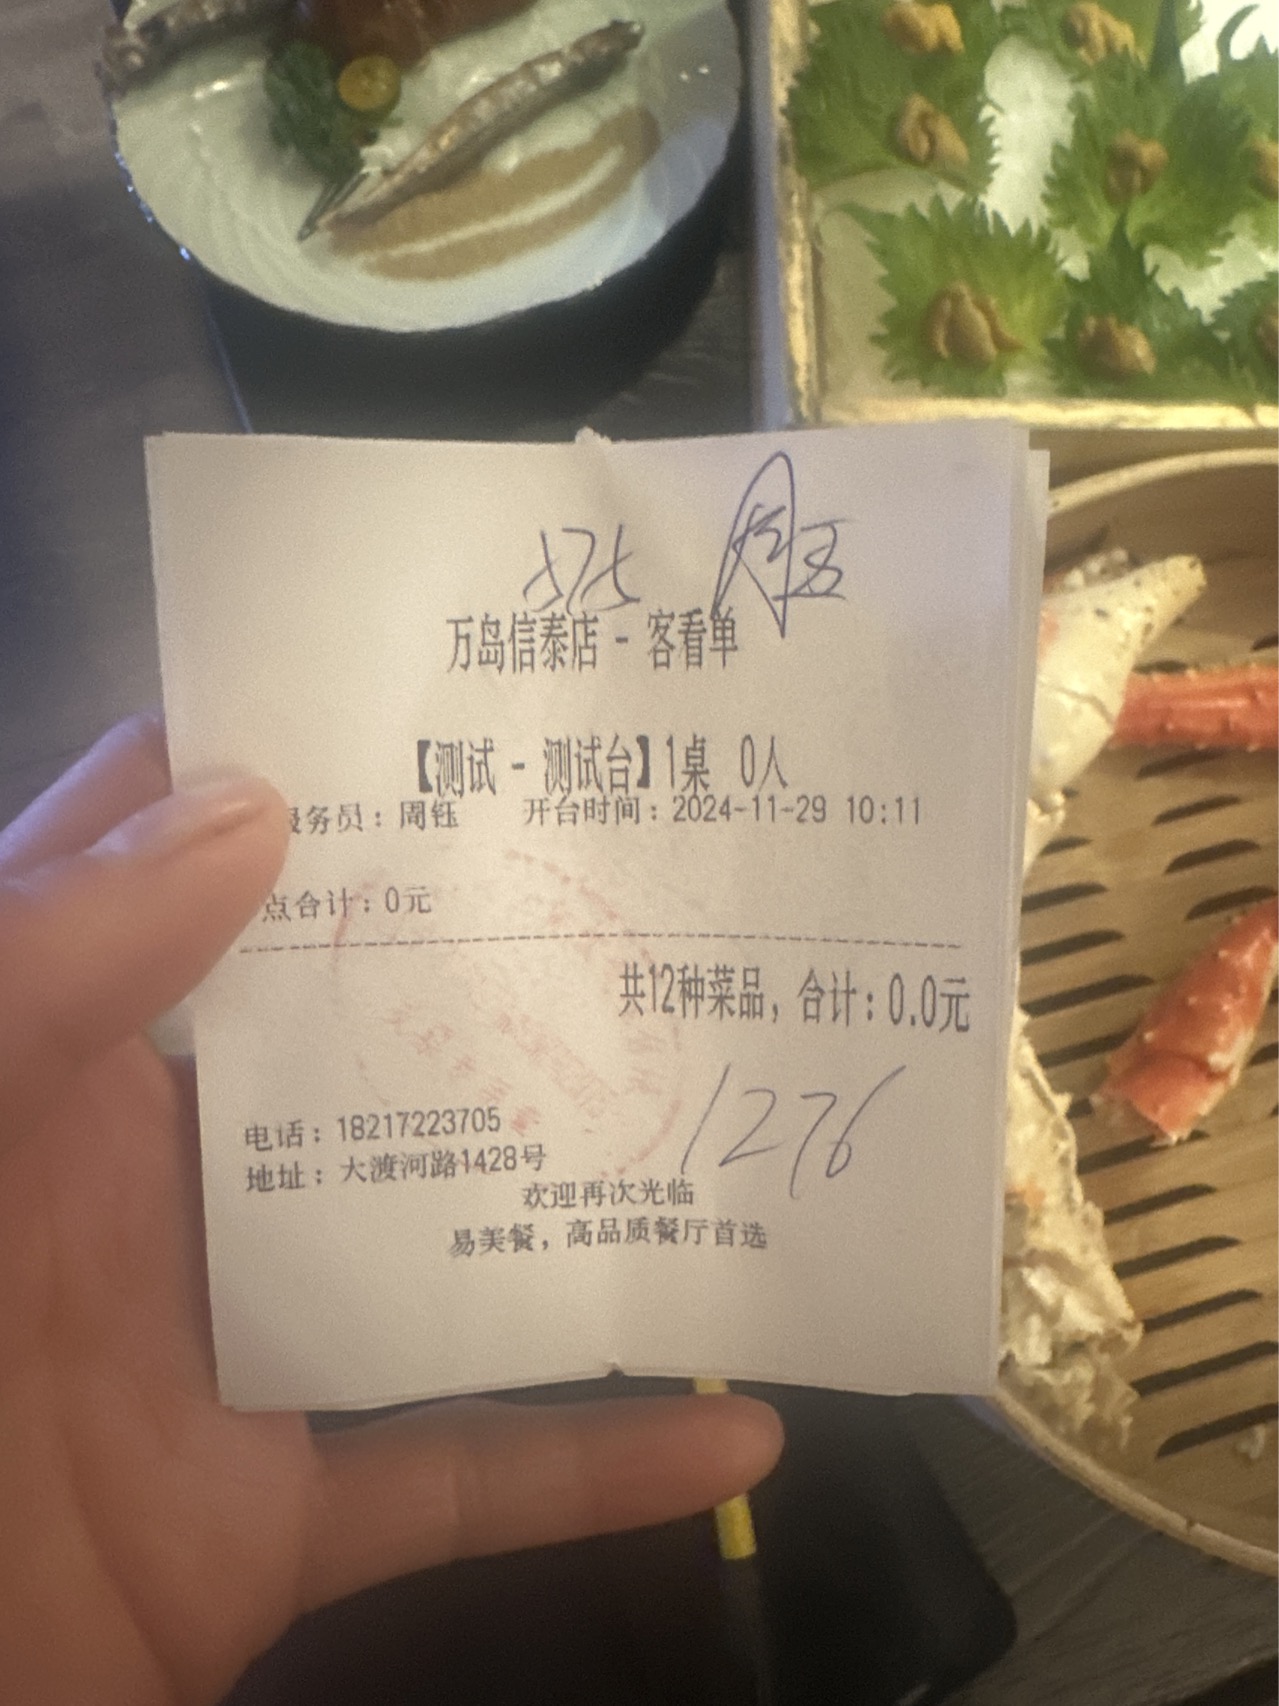 周钰
万岛信泰店 - 客看单
【测试 - 测试台】1桌 0人
服务员：周钰 开台时间：2024-11-29 10:11
点合计：0元
共12种菜品，合计：0.0元
1276
电话：18217223705
地址：大渡河路1428号
欢迎再次光临
易美餐，高品质餐厅首选